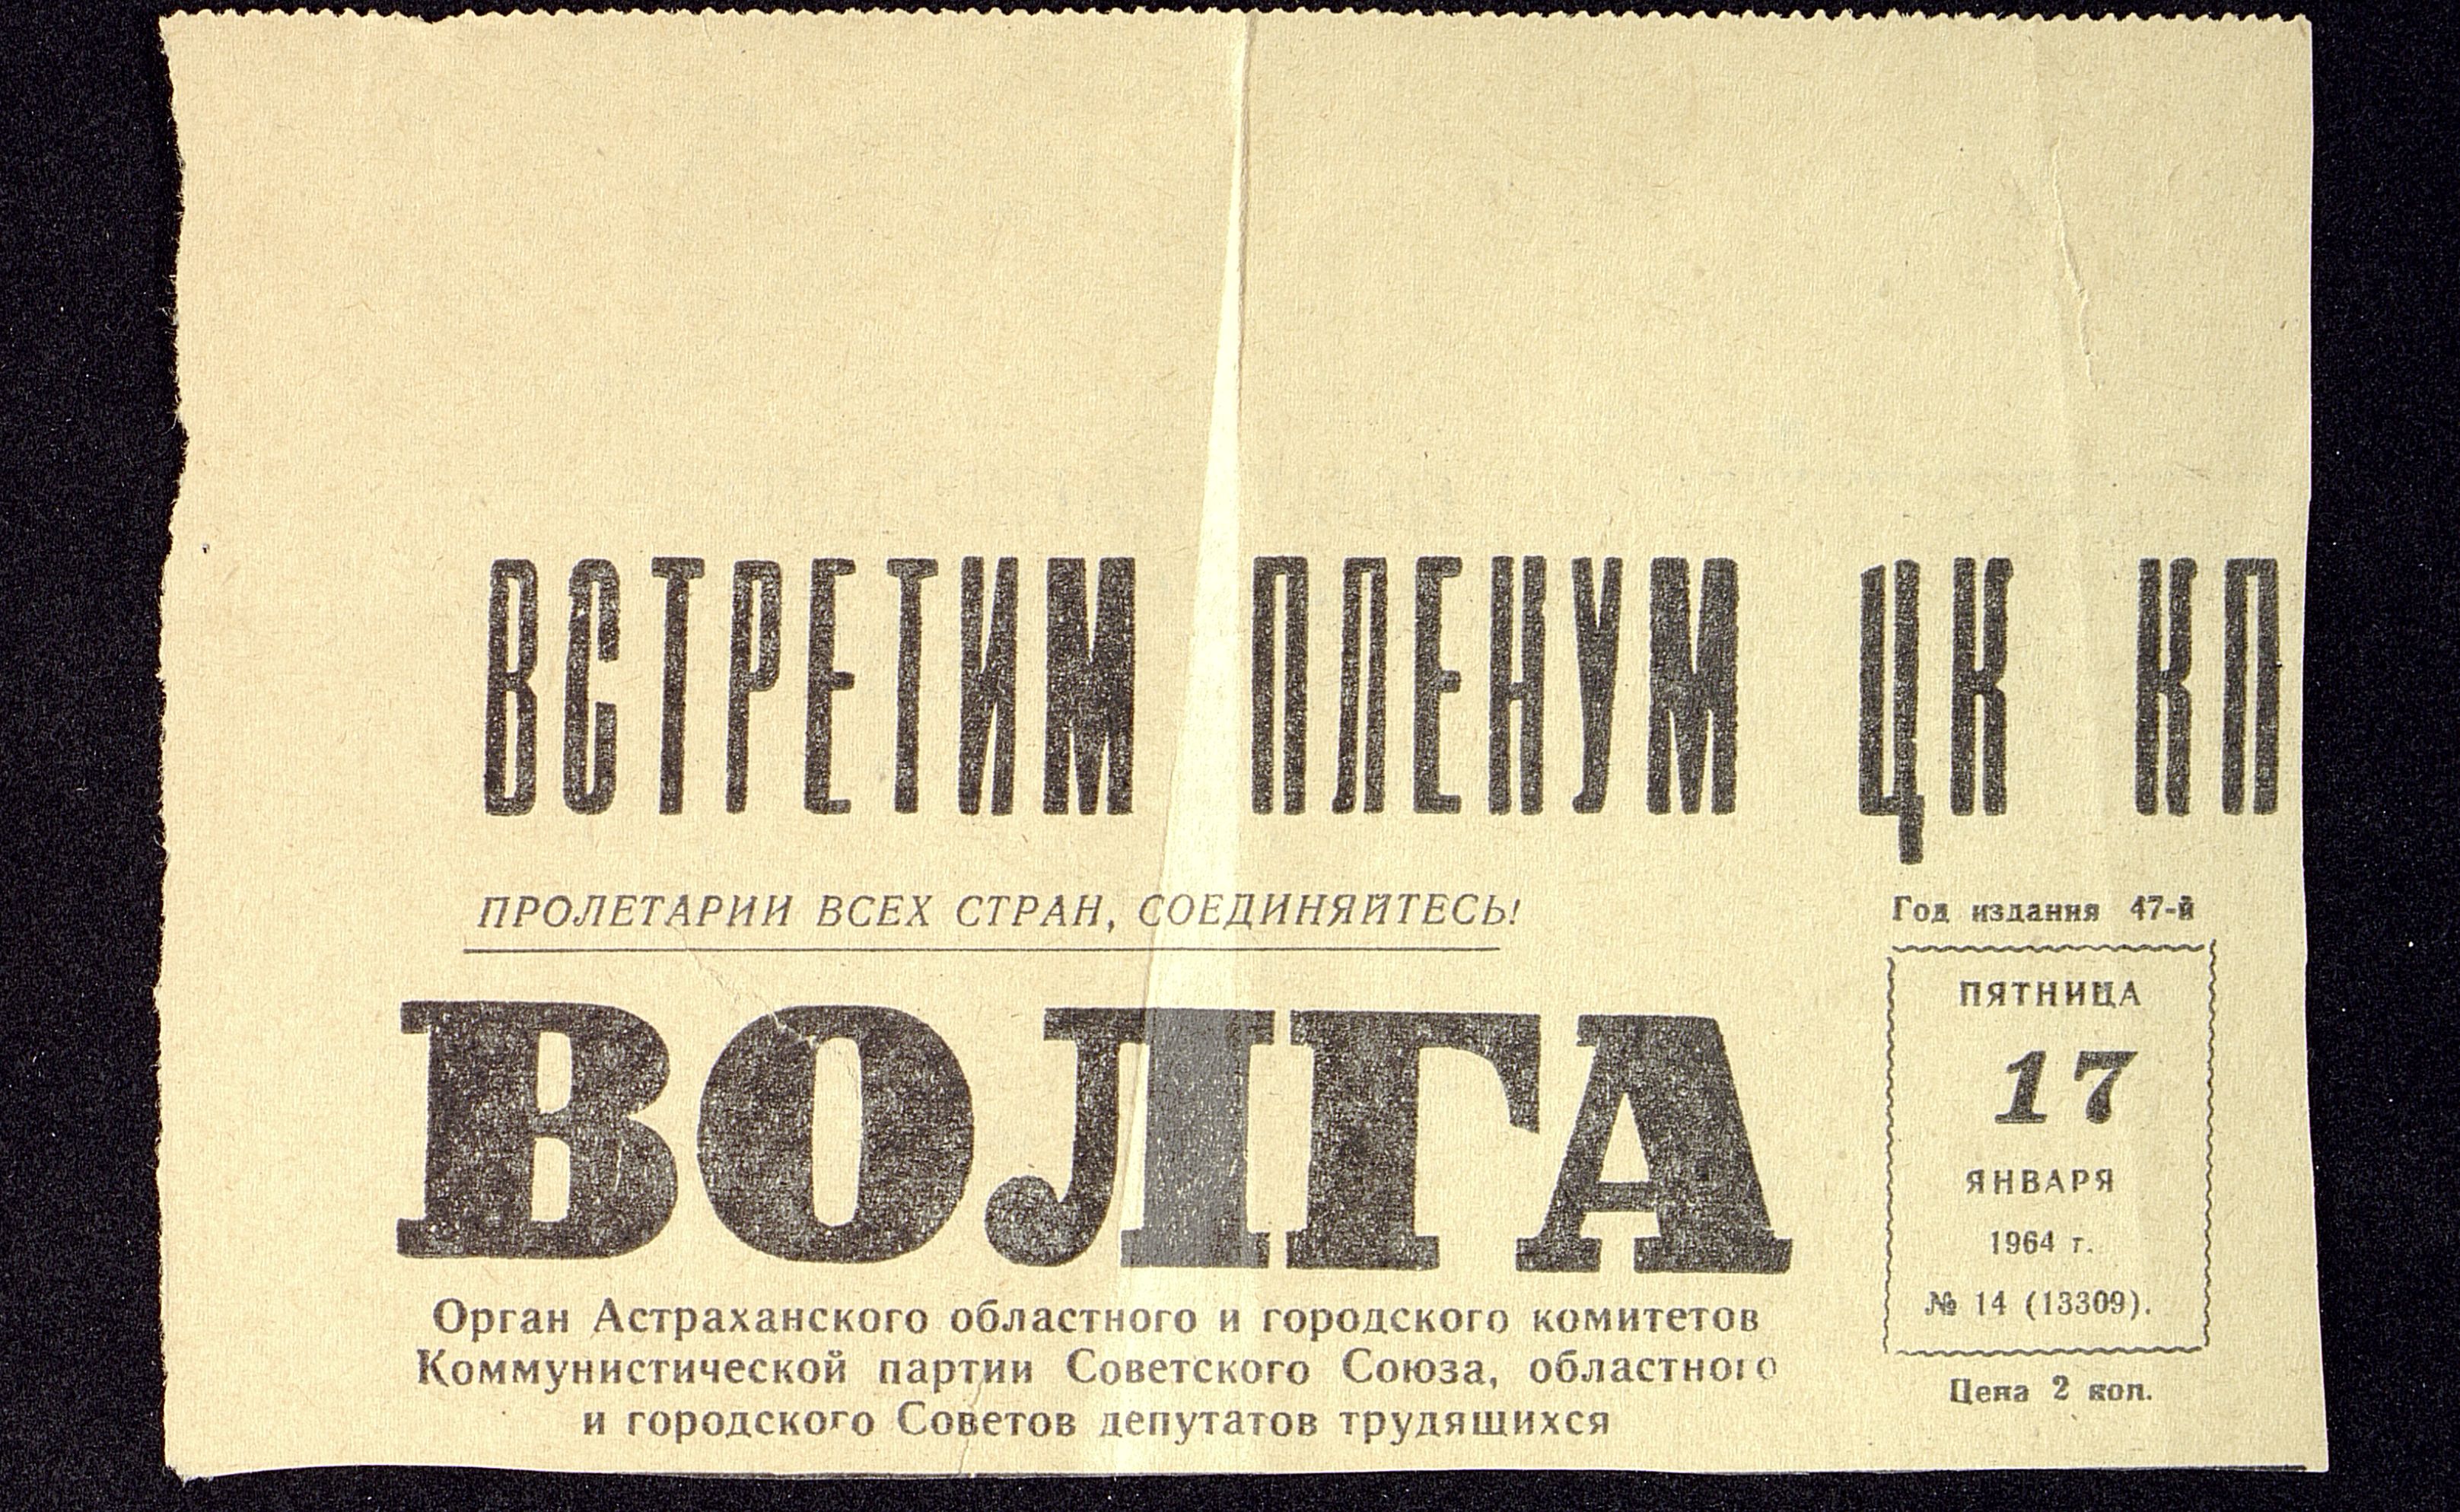 ВСТРЕТИМ ПЛЕНУМ ЦК КП
ПРОЛЕТАРИИ ВСЕХ СТРАН, СОЕДИНЯЙТЕСЬ!
ВОЛГА
Орган Астраханского областного и городского комитетов
Коммунистической партии Советского Союза, областного
и городского Советов депутатов трудящихся
Год издания 47-й
ПЯТНИЦА
17
ЯНВАРЯ
1964 г.
№ 14 (13309).
Цена 2 коп.